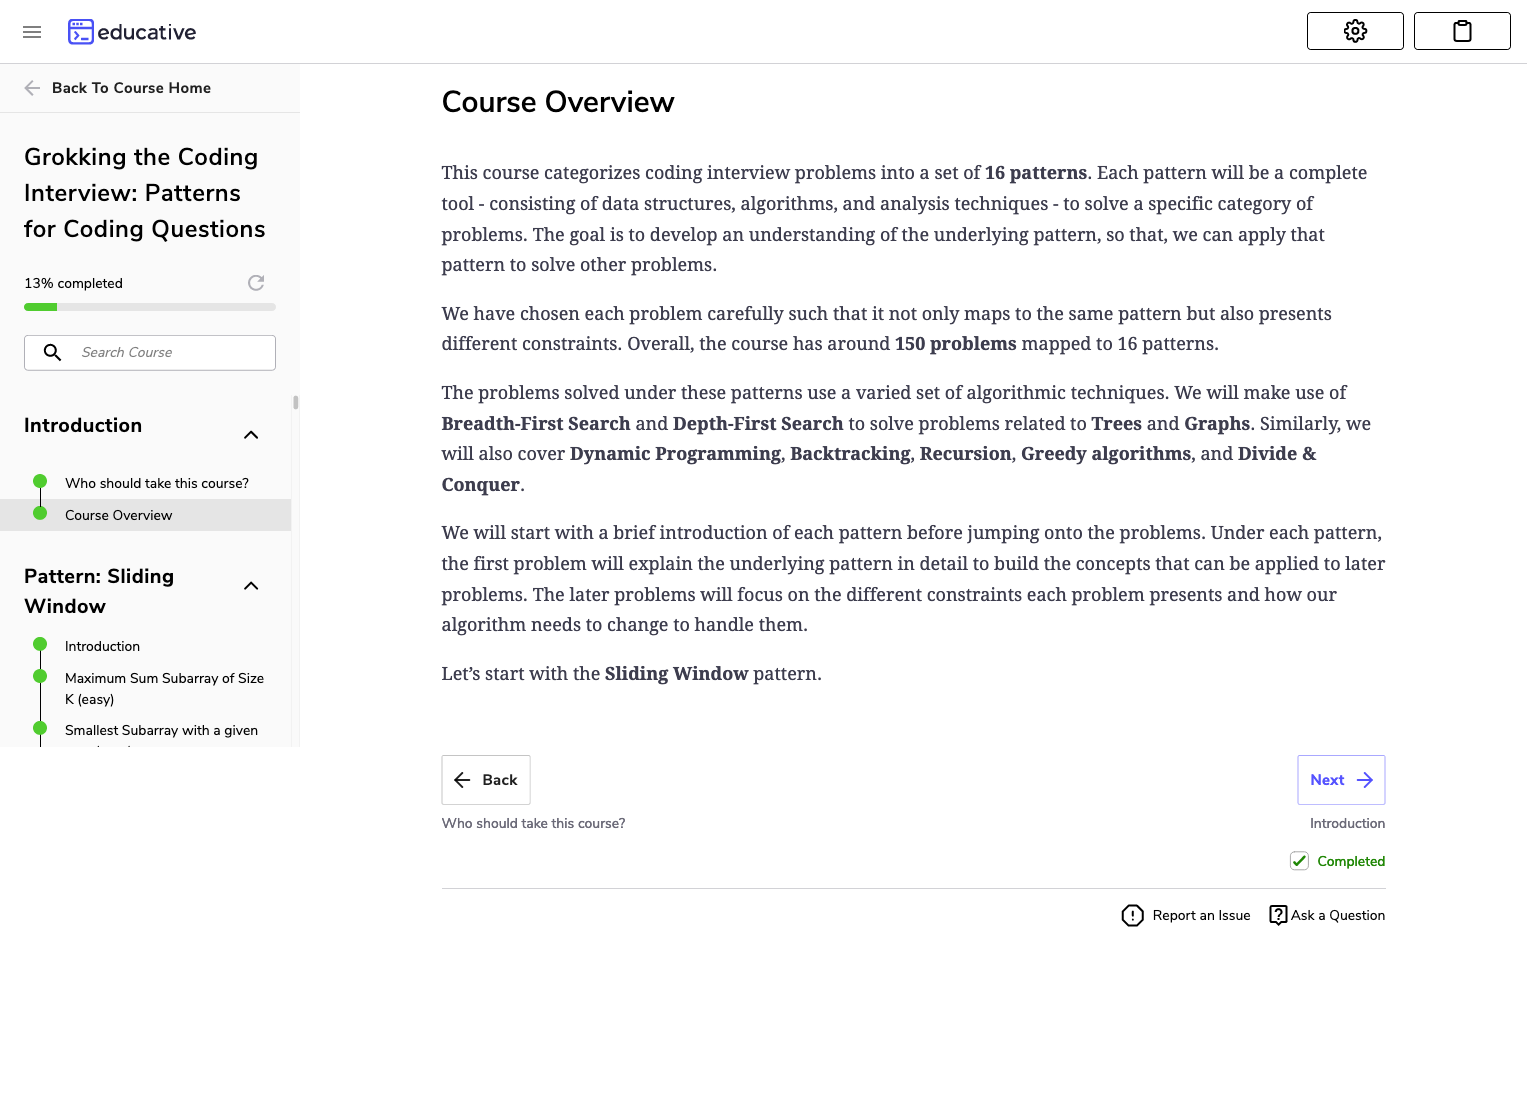 educative
Back To Course Home
Grokking the Coding
Interview: Patterns
for Coding Questions
13% completed
Search Course
Introduction
Who should take this course?
Course Overview
Pattern: Sliding
Window
Introduction
Maximum Sum Subarray of Size
K (easy)
Smallest Subarray with a given
Course Overview
This course categorizes coding interview problems into a set of 16 patterns. Each pattern will be a complete
tool - consisting of data structures, algorithms, and analysis techniques - to solve a specific category of
problems. The goal is to develop an understanding of the underlying pattern, so that, we can apply that
pattern to solve other problems.
We have chosen each problem carefully such that it not only maps to the same pattern but also presents
different constraints. Overall, the course has around 150 problems mapped to 16 patterns.
The problems solved under these patterns use a varied set of algorithmic techniques. We will make use of
Breadth-First Search and Depth-First Search to solve problems related to Trees and Graphs. Similarly, we
will also cover Dynamic Programming, Backtracking, Recursion, Greedy algorithms, and Divide &
Conquer.
We will start with a brief introduction of each pattern before jumping onto the problems. Under each pattern,
the first problem will explain the underlying pattern in detail to build the concepts that can be applied to later
problems. The later problems will focus on the different constraints each problem presents and how our
algorithm needs to change to handle them.
Let’s start with the Sliding Window pattern.
Back
Next
Who should take this course?
Introduction
Completed
Report an Issue
Ask a Question